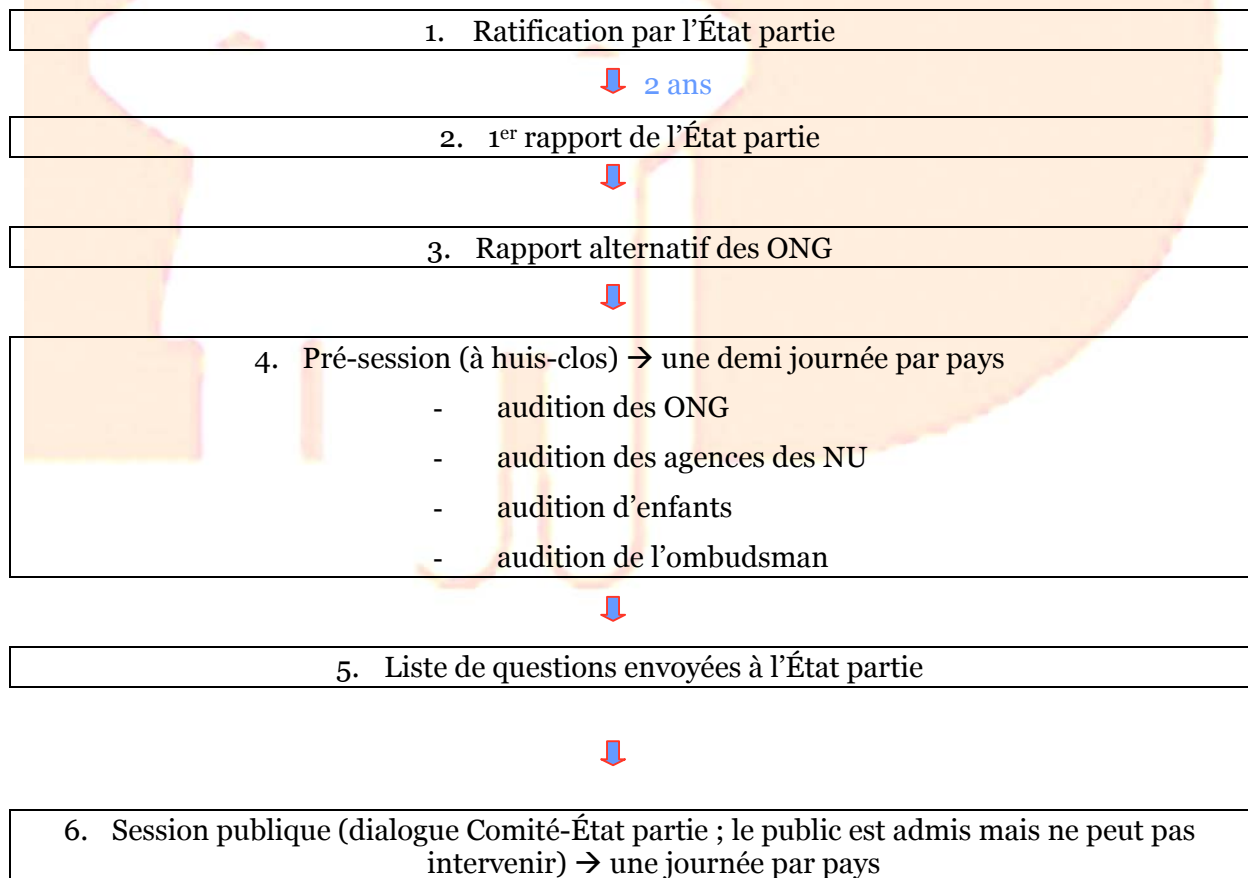 1. Ratification par l’État partie
2 ans
2. 1er rapport de l’État partie
3. Rapport alternatif des ONG
4. Pré-session (à huis-clos) → une demi journée par pays
- audition des ONG
- audition des agences des NU
- audition d’enfants
- audition de l’ombudsman
5. Liste de questions envoyées à l’État partie
6. Session publique (dialogue Comité-État partie ; le public est admis mais ne peut pas
intervenir) → une journée par pays